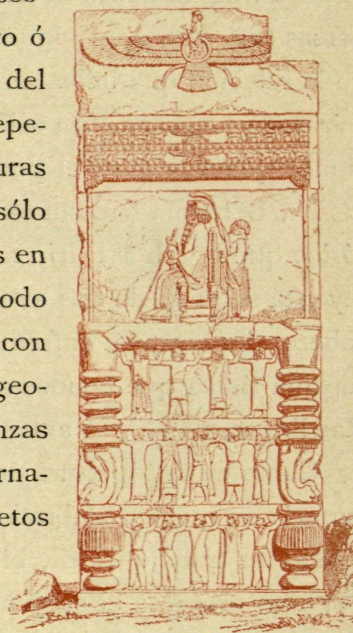 o ó
del
epe-
uras
sólo
s en
odo
con
geo-
nzas
rna-
etos